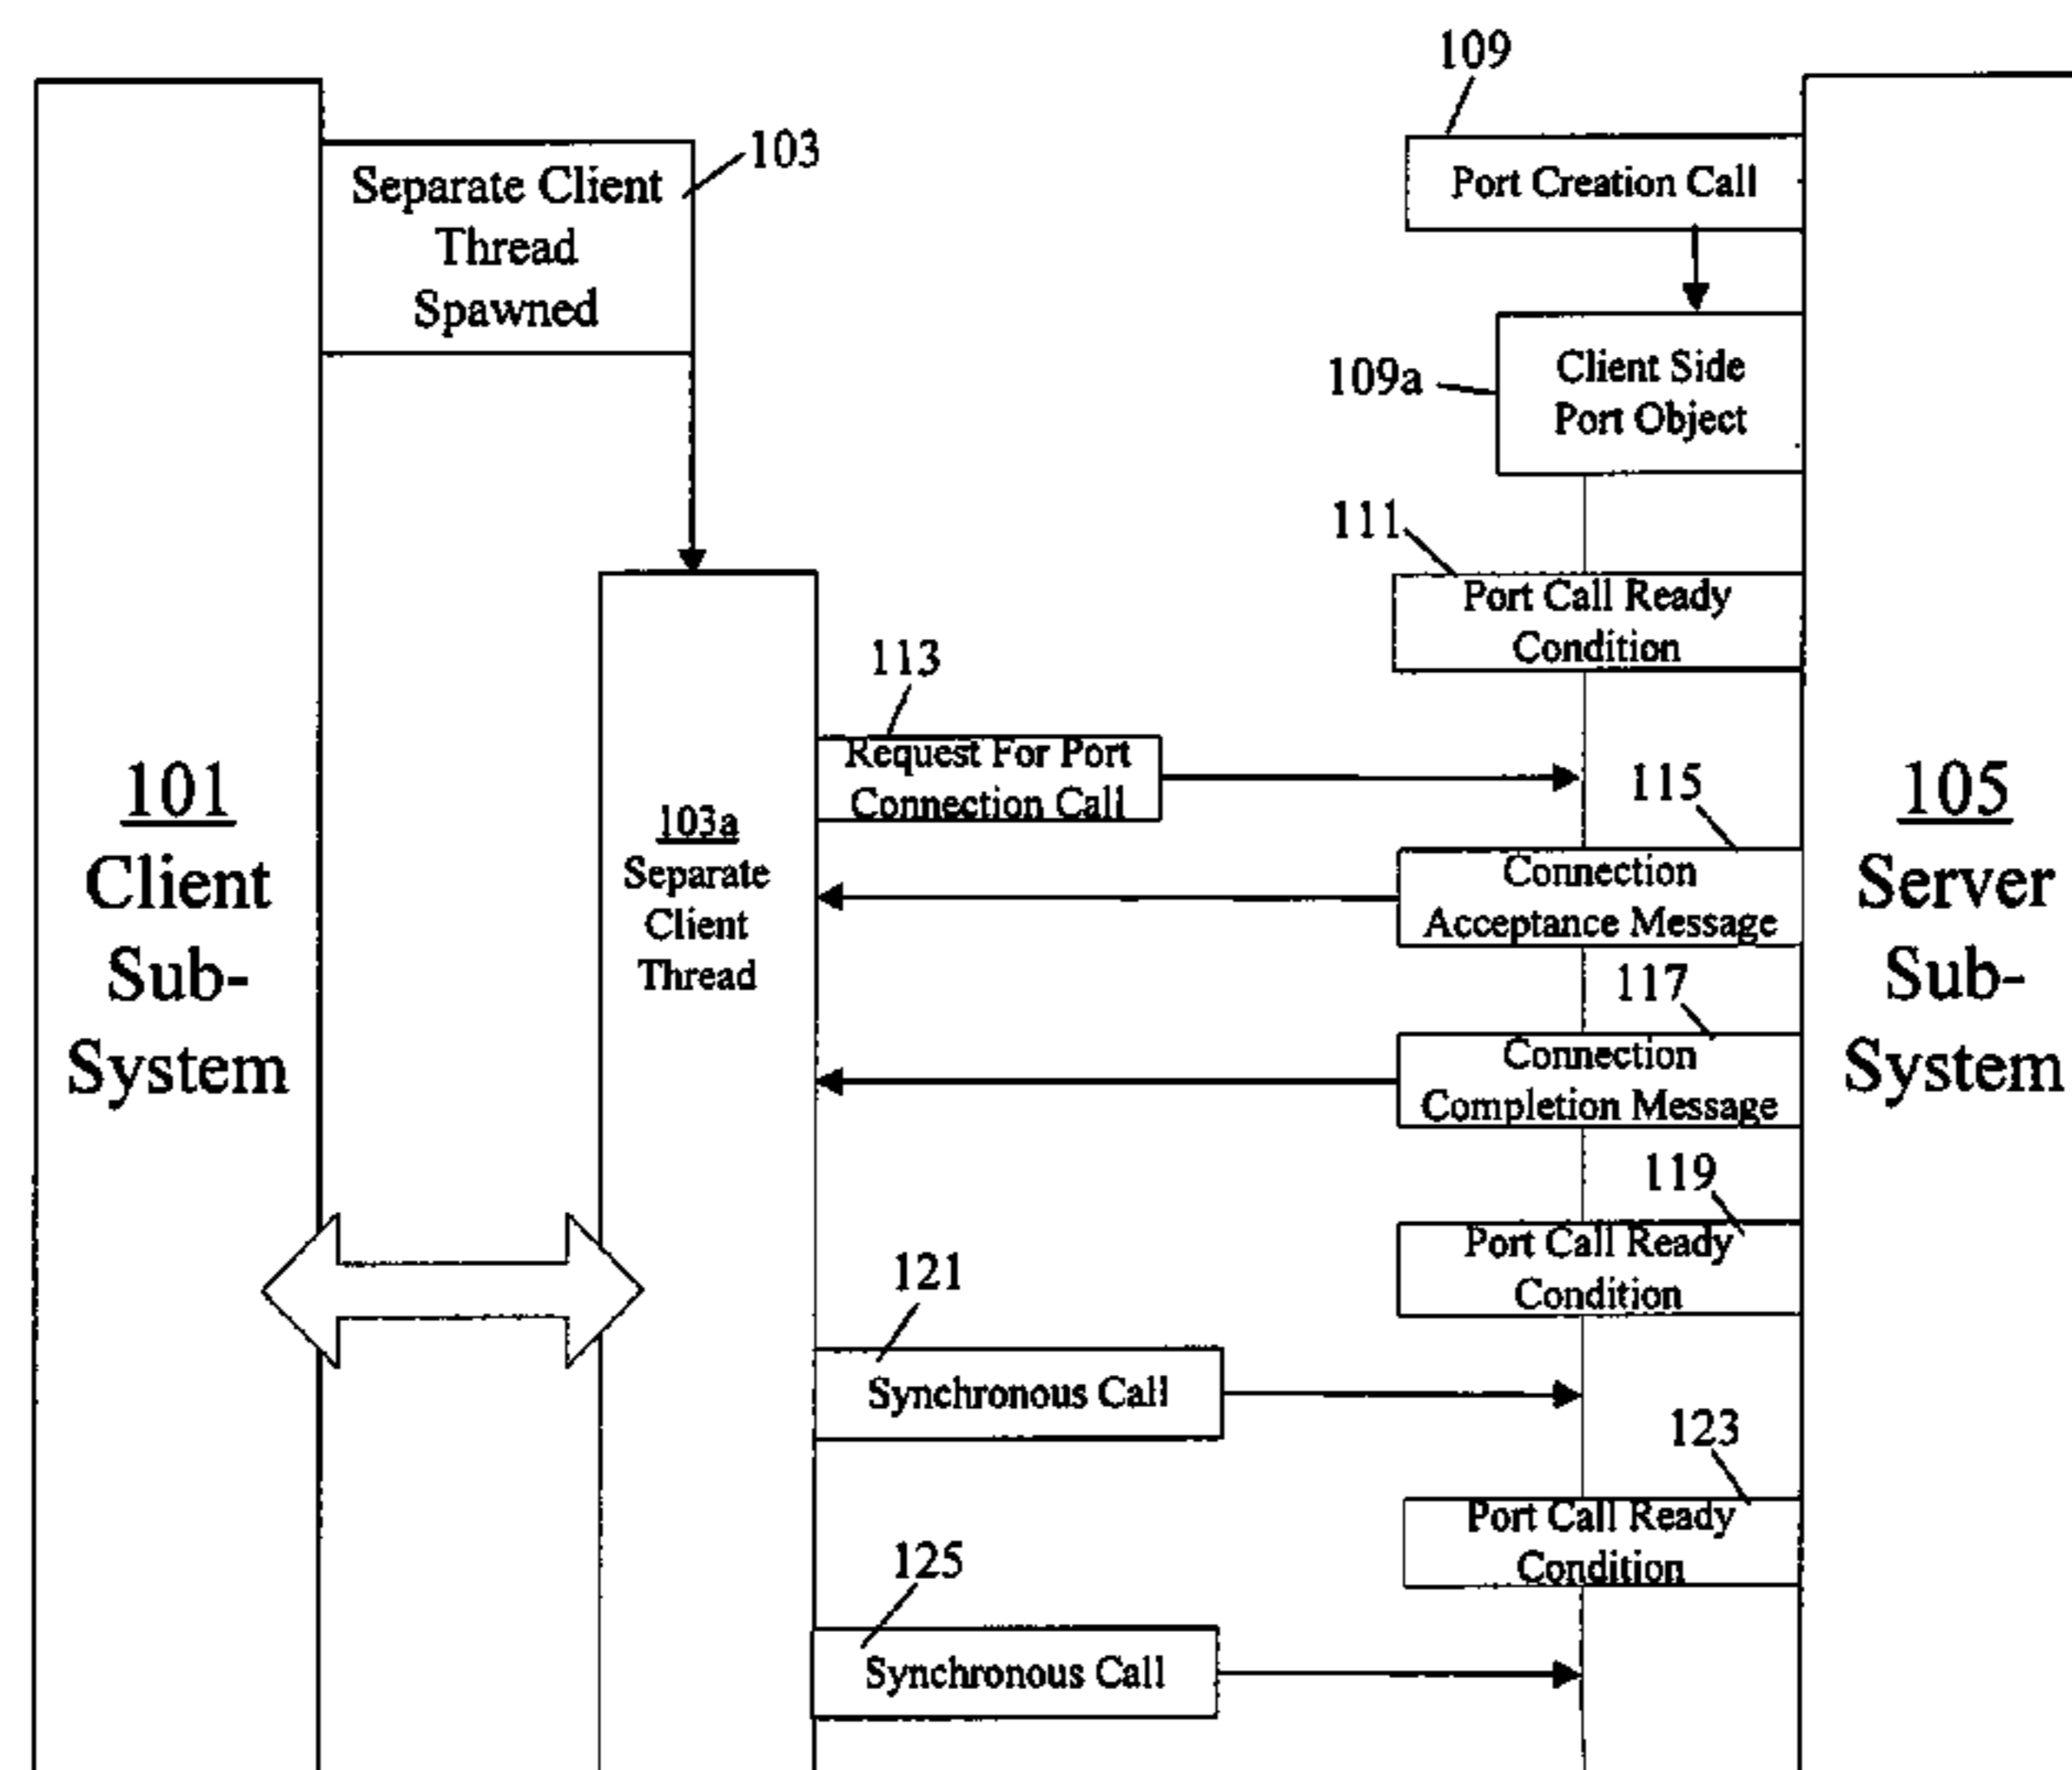 109
103
Separate Client
Thread
Spawned
Port Creation Call
109a
Client Side
Port Object
111
Port Call Ready
Condition
113
Request For Port
Connection Call
101
Client
Sub-
System
103a
Separate
Client
Thread
115
Connection
Acceptance Message
105
Server
Sub-
System
117
Connection
Completion Message
119
Port Call Ready
Condition
121
Synchronous Call
123
Port Call Ready
Condition
125
Synchronous Call